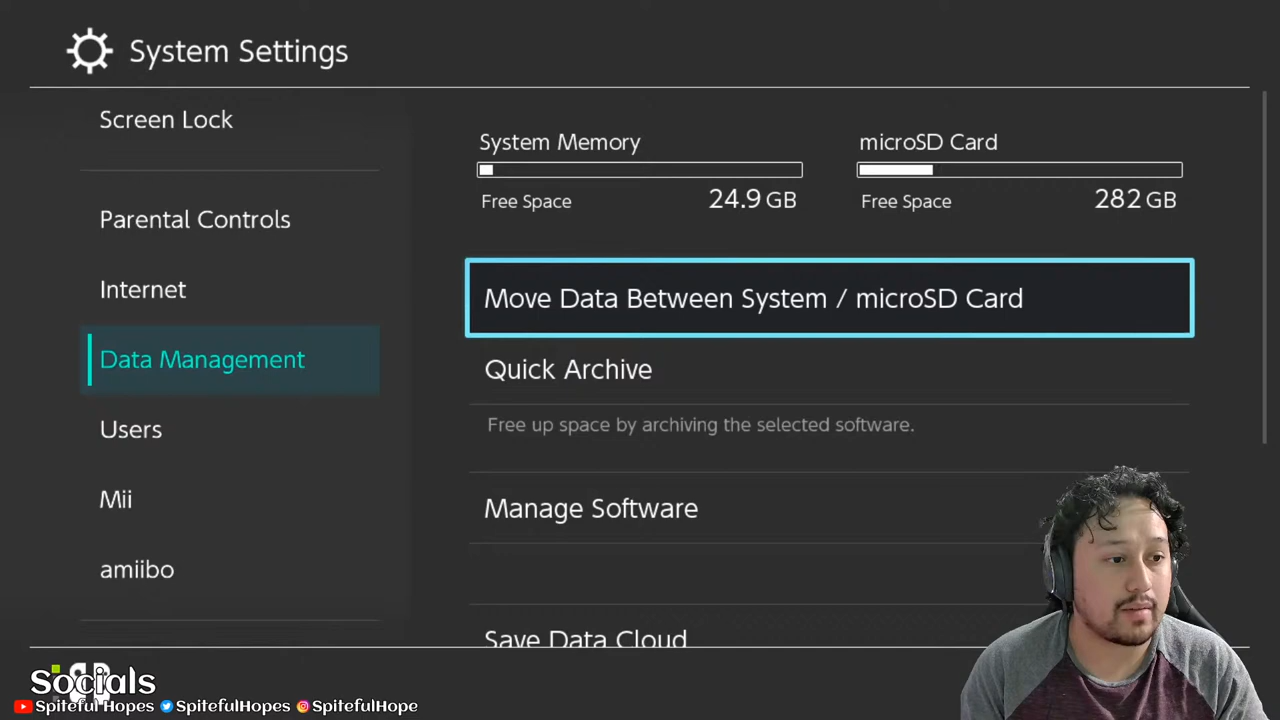 System Settings
Screen Lock
Parental Controls
Internet
Data Management
Users
Mii
amiibo
System Memory
Free Space 24.9 GB
microSD Card
Free Space 282 GB
Move Data Between System / microSD Card
Quick Archive
Free up space by archiving the selected software.
Manage Software
Save Data Cloud
Socials
Spiteful Hopes SpitefulHopes SpitefulHope